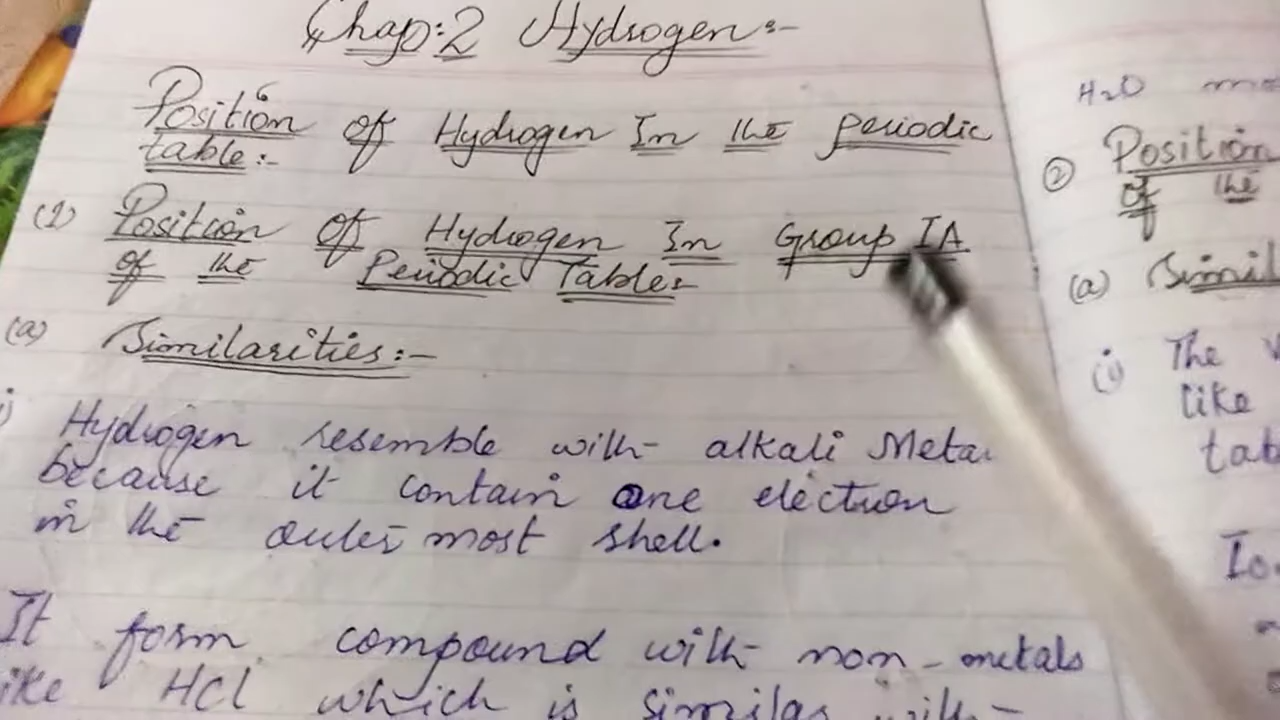 Chap:2 Hydrogen:-
Position of Hydrogen In the periodic
table:-
(1) Position of Hydrogen In Group IA
of the Periodic Table:-
(a) Similarities:-
i) Hydrogen resemble with alkali Metal
because it contain one electron
in the outer most shell.
It form compound with non-metals
like HCl which is similar with-
H2O
② Position
of the
(a) Simil
(i) The
like
tab
Io